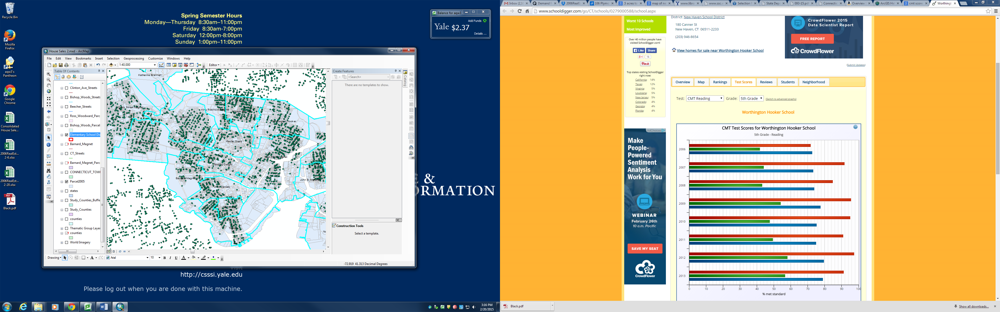 Recycle Bin
Mozilla
Firefox
aqw3's
Pantheon
Google
Chrome
Consolidated
House Sale...
2006RealEst...
2-6.xlsx
2006RealEst...
2-20.xlsx
Black.pdf
Spring Semester Hours
Monday—Thursday 8:30am–11:00pm
Friday 8:30am-7:00pm
Saturday 12:00pm-8:00pm
Sunday 1:00pm–11:00pm
Balance for aqw3
Add Funds
Yale $2.37
Details ...
House Sales 2.mxd - ArcMap
File Edit View Bookmarks Insert Selection Geoprocessing Customize Windows Help
1:40,000
Editor
Table Of Contents
Clinton_Ave_Streets
Bishop_Woods_Streets
Beecher_Streets
Ross_Woodward_Parc
Bishop_Woods_Parcel
Elementary School Dis
Barnard_Magnet
CT_Streets
Barnard_Magnet_Parc
CONNECTICUT_TOWN
Parcel2005
states
Study_Counties_Buffe
Study_Counties
counties
Thematic Group Layer
counties
World Imagery
Katherine Brennan
Beecher
Worthington Hooker
Wexler Grant
Timothy Dwight
Barnard Magnet
John Daniels
Create Features
<Search>
There are no templates to show.
Catalog
Construction Tools
Select a template.
Drawing
Arial
10
B I U A
-72.919 41.313 Decimal Degrees
E &
ORMATION
http://csssi.yale.edu
Please log out when you are done with this machine.
3:16 PM
2/20/2015
Inbox (2,1
Demand f
2006RealEs
106 Plymo
.5 acres to
map of ne
www.libra
www.ssc.w
Selection
State Depa
093-15.pd
Connectic
Overview
ArcGIS Hel
cmt score
Worthingt
www.schooldigger.com/go/CT/schools/0279000588/school.aspx
Worst 10 Schools
Most Improved
Over 40 million people have
visited SchoolDigger.com!
Like Share
g+1 1k
Pin it
Top states visiting SchoolDigger
right now:
California: 14%
Texas: 12%
Virginia: 5%
Louisiana: 5%
New Jersey: 5%
Colorado: 4%
Georgia: 4%
Florida: 4%
AdChoices
Make
People-
Powered
Sentiment
Analysis
Work for You
WEBINAR
February 26th
10 a.m. Pacific
SAVE MY SEAT
CrowdFlower
District: New Haven School District
180 Canner St
New Haven, CT 06511-2233
(203) 946-8654
View homes for sale near Worthington Hooker School
CrowdFlower 2015
Data Scientist Report
FREE REPORT
CrowdFlower
(Submit Updates)
Overview Map Rankings Test Scores Reviews Students Neighborhood
Test: CMT Reading Grade: 5th Grade (Switch to advanced graphs)
Worthington Hooker School
CMT Test Scores for Worthington Hooker School
5th Grade - Reading
2006
2007
2008
2009
2010
2011
2012
2013
0 10 20 30 40 50 60 70 80 90 100
% met standard
Black.pdf
Show all downloads...